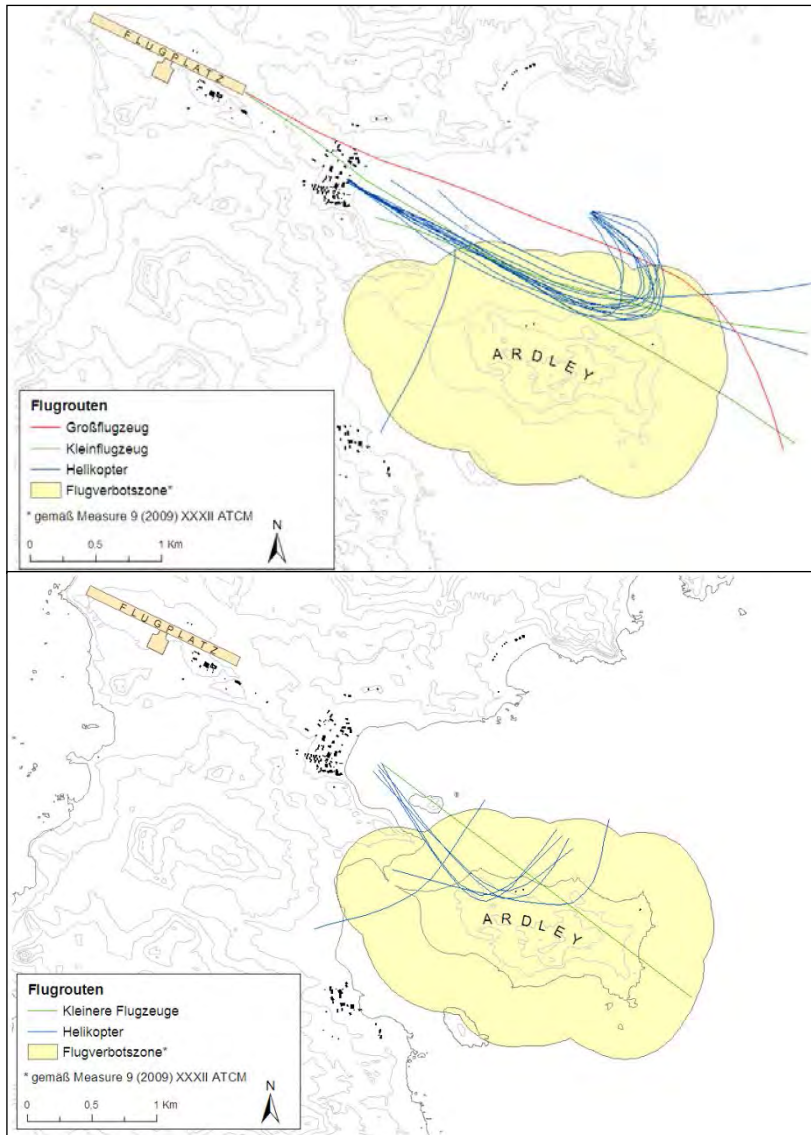 FLUGPLATZ
ARDLEY
Flugrouten
Großflugzeug
Kleinflugzeug
Helikopter
Flugverbotszone*
* gemäß Measure 9 (2009) XXXII ATCM
N
0 0,5 1 Km
FLUGPLATZ
ARDLEY
Flugrouten
Kleinere Flugzeuge
Helikopter
Flugverbotszone*
* gemäß Measure 9 (2009) XXXII ATCM
N
0 0,5 1 Km